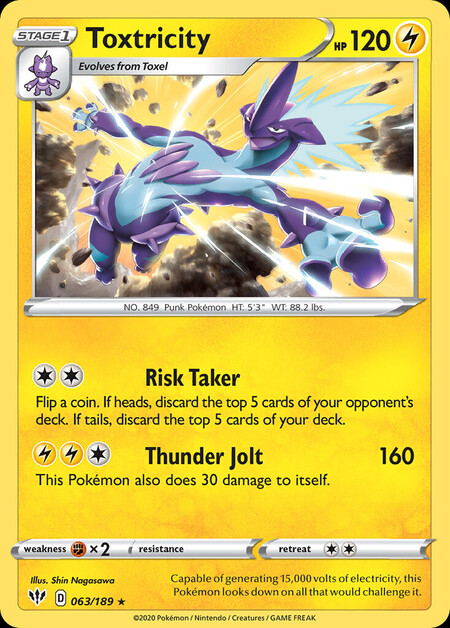 STAGE 1
Toxtricity
HP 120
Evolves from Toxel
NO. 849 Punk Pokémon HT: 5'3" WT: 88.2 lbs.
Risk Taker
Flip a coin. If heads, discard the top 5 cards of your opponent's
deck. If tails, discard the top 5 cards of your deck.
Thunder Jolt 160
This Pokémon also does 30 damage to itself.
weakness ×2 resistance retreat
Illus. Shin Nagasawa
D 063/189 ★
Capable of generating 15,000 volts of electricity, this
Pokémon looks down on all that would challenge it.
©2020 Pokémon / Nintendo / Creatures / GAME FREAK